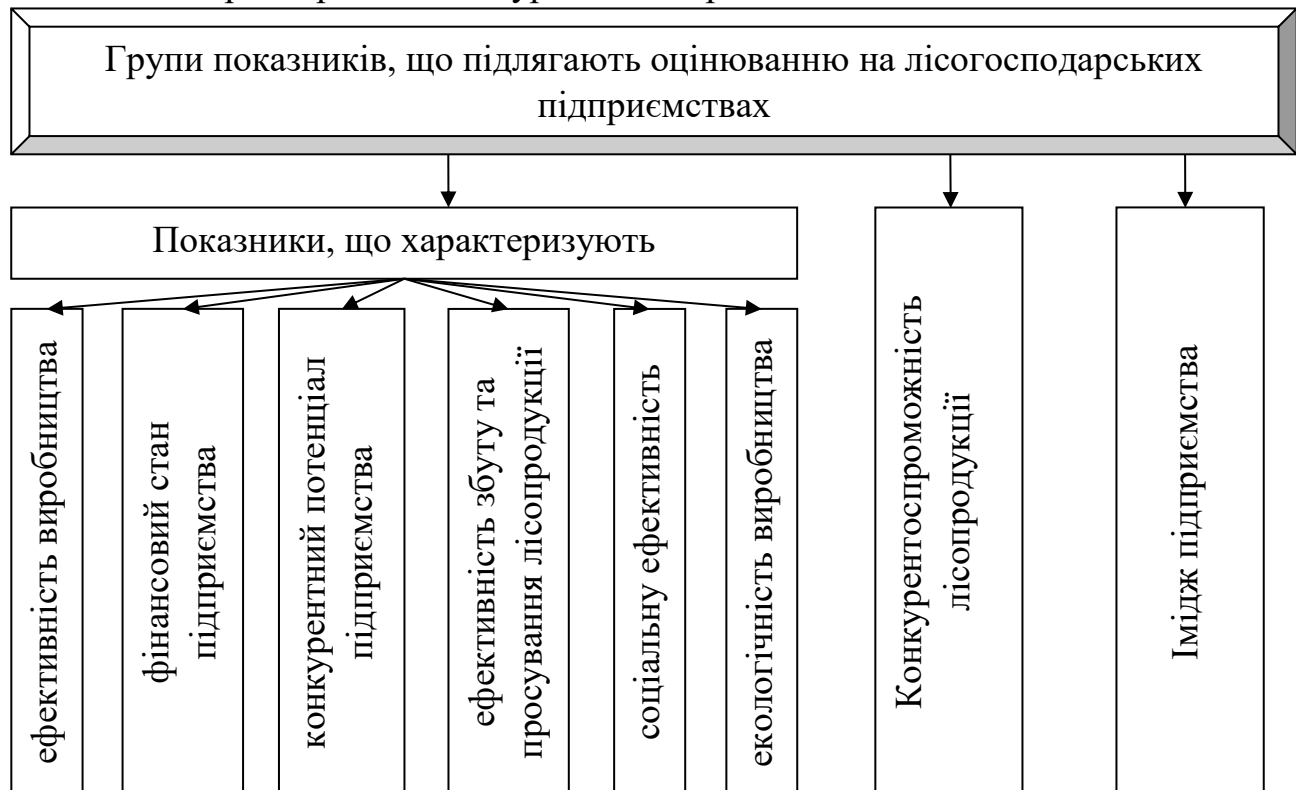 Групи показників, що підлягають оцінюванню на лісогосподарських
підприємствах
Показники, що характеризують
ефективність виробництва
фінансовий стан
підприємства
конкурентний потенціал
підприємства
ефективність збуту та
просування лісопродукції
соціальну ефективність
екологічність виробництва
Конкурентоспроможність
лісопродукції
Імідж підприємства